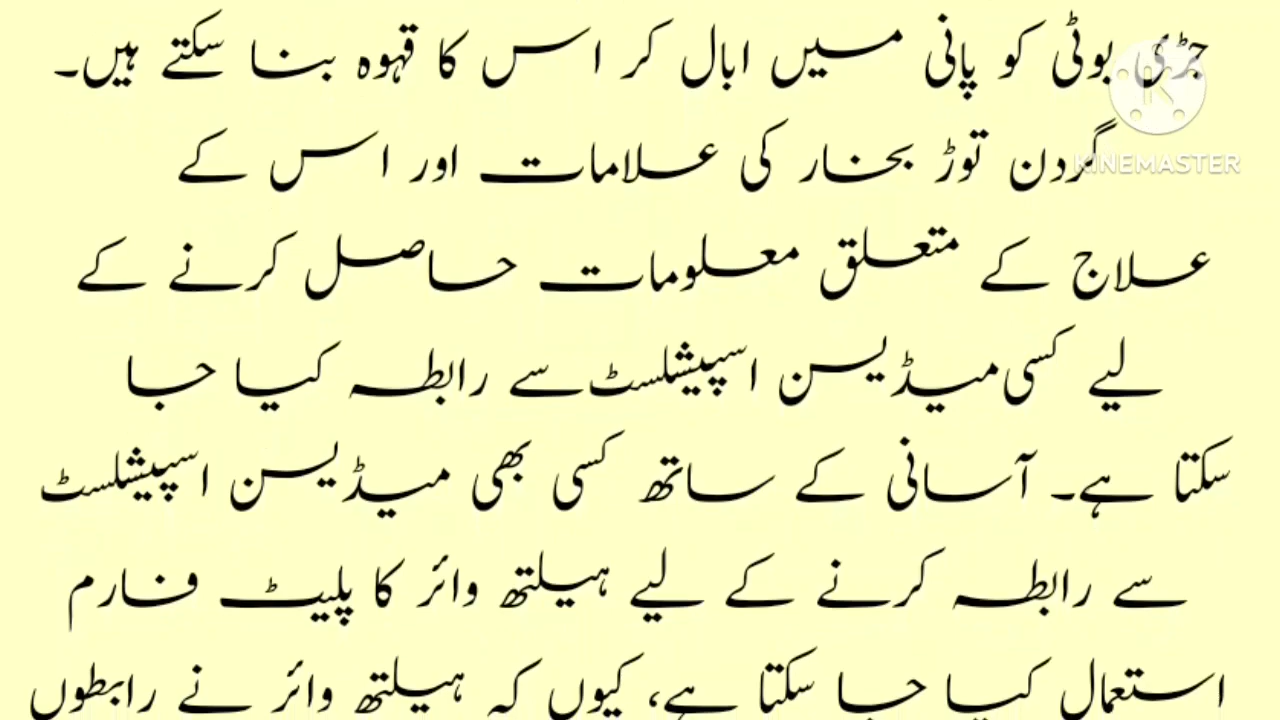 جڑی بوٹی کو پانی میں ابال کر اس کا قہوہ بنا سکتے ہیں۔
گردن توڑ بخار کی علامات اور اس کے
KINEMASTER
علاج کے متعلق معلومات حاصل کرنے کے
لیے کسی میڈیسن اسپیشلسٹ سے رابطہ کیا جا
سکتا ہے۔ آسانی کے ساتھ کسی بھی میڈیسن اسپیشلسٹ
سے رابطہ کرنے کے لیے ہیلتھ وائر کا پلیٹ فارم
استعمال کیا جا سکتا ہے، کیوں کہ ہیلتھ وائر نے رابطوں